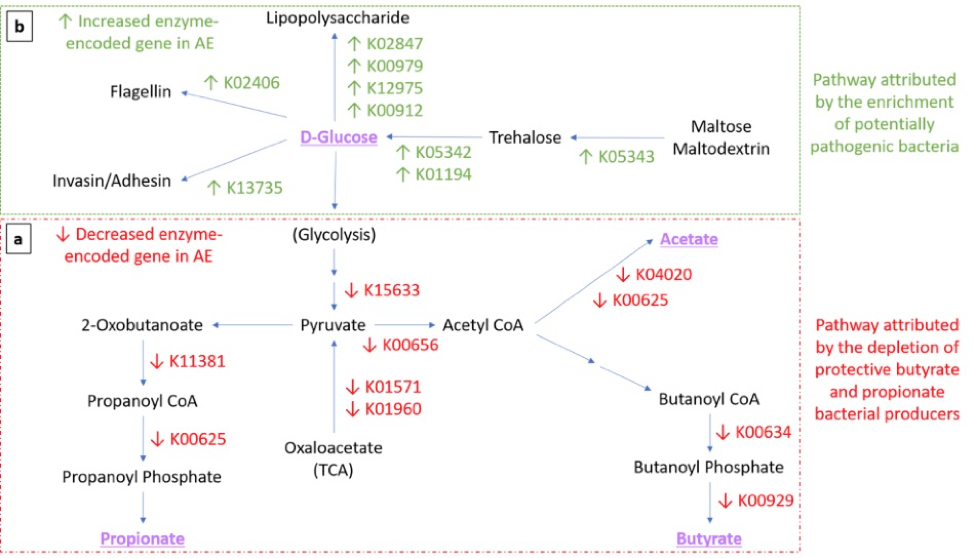 b
↑ Increased enzyme-
encoded gene in AE
Lipopolysaccharide
↑ K02847
↑ K00979
↑ K12975
↑ K00912
Flagellin
↑ K02406
D-Glucose
Trehalose
Maltose
Maltodextrin
↑ K05342
↑ K01194
↑ K05343
Invasin/Adhesin
↑ K13735
Pathway attributed
by the enrichment
of potentially
pathogenic bacteria
a
↓ Decreased enzyme-
encoded gene in AE
(Glycolysis)
Acetate
↓ K15633
↓ K04020
↓ K00625
2-Oxobutanoate
Pyruvate
Acetyl CoA
↓ K00656
↓ K11381
↓ K01571
↓ K01960
Propanoyl CoA
Butanoyl CoA
↓ K00625
↓ K00634
Oxaloacetate
(TCA)
Propanoyl Phosphate
Butanoyl Phosphate
↓ K00929
Propionate
Butyrate
Pathway attributed
by the depletion of
protective butyrate
and propionate
bacterial producers